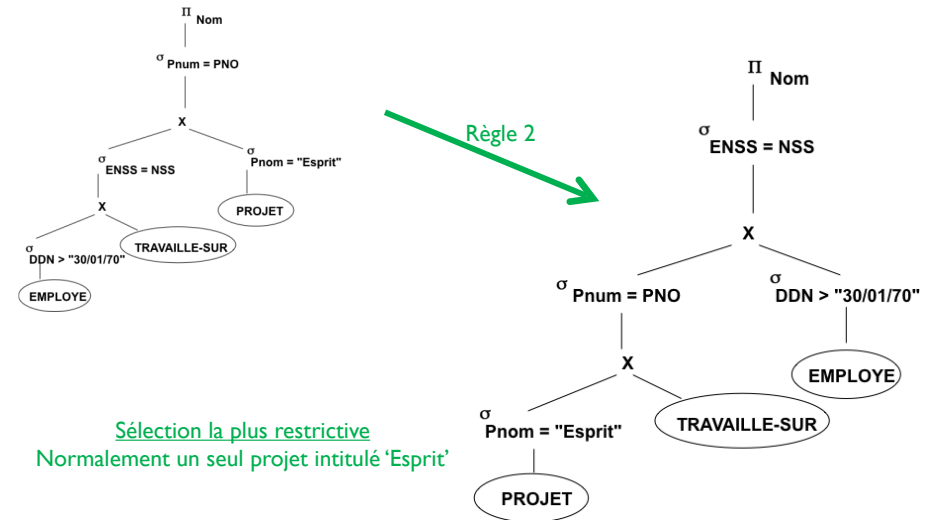 Π Nom
σ Pnum = PNO
X
σ ENSS = NSS
σ Pnom = "Esprit"
PROJET
X
TRAVAILLE-SUR
σ DDN > "30/01/70"
EMPLOYE
Règle 2
Π Nom
σ ENSS = NSS
X
σ Pnum = PNO
σ DDN > "30/01/70"
EMPLOYE
X
TRAVAILLE-SUR
σ Pnom = "Esprit"
PROJET
Sélection la plus restrictive
Normalement un seul projet intitulé ‘Esprit’